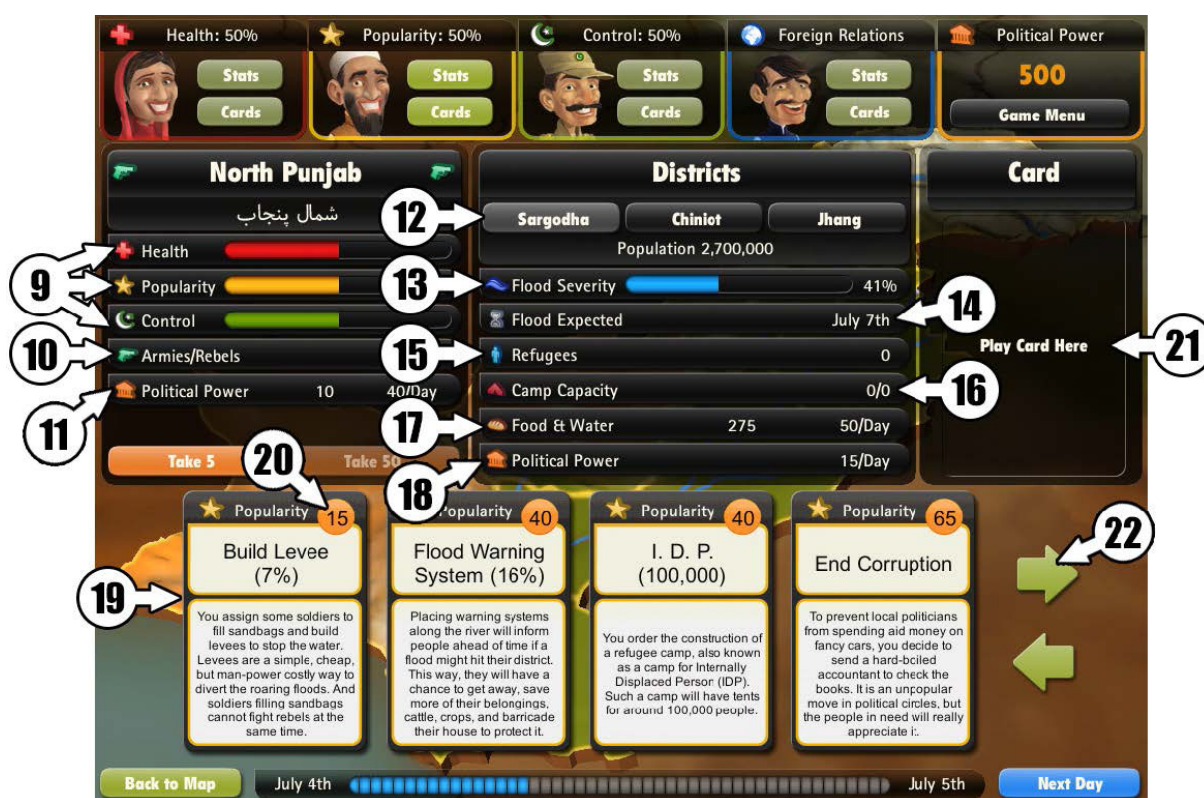 Health: 50%
Popularity: 50%
Control: 50%
Foreign Relations
Political Power
Stats
Stats
Stats
Stats
500
Cards
Cards
Cards
Cards
Game Menu
North Punjab
شمال پنجاب
9
Health
Popularity
Control
10
Armies/Rebels
11
Political Power 10 40/Day
Take 5
Take 50
Districts
12
Sargodha
Chiniot
Jhang
Population 2,700,000
13
Flood Severity 41%
Flood Expected July 7th
14
15
Refugees 0
Camp Capacity 0/0
16
17
Food & Water 275 50/Day
18
Political Power 15/Day
Card
Play Card Here
21
19
20
Popularity 15
Build Levee
(7%)
You assign some soldiers to
fill sandbags and build
levees to stop the water.
Levees are a simple, cheap,
but man-power costly way to
divert the roaring floods. And
soldiers filling sandbags
cannot fight rebels at the
same time.
Popularity 40
Flood Warning
System (16%)
Placing warning systems
along the river will inform
people ahead of time if a
flood might hit their district.
This way, they will have a
chance to get away, save
more of their belongings,
cattle, crops, and barricade
their house to protect it.
Popularity 40
I. D. P.
(100,000)
You order the construction of
a refugee camp, also known
as a camp for Internally
Displaced Person (IDP).
Such a camp will have tents
for around 100,000 people.
Popularity 65
End Corruption
To prevent local politicians
from spending aid money on
fancy cars, you decide to
send a hard-boiled
accountant to check the
books. It is an unpopular
move in political circles, but
the people in need will really
appreciate it.
22
Back to Map
July 4th
July 5th
Next Day